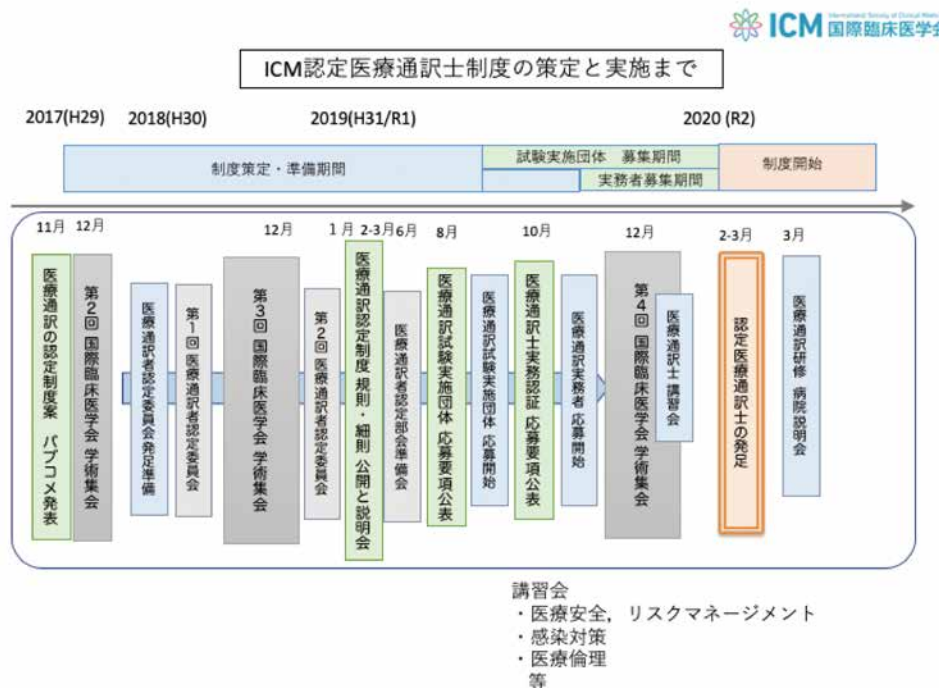 ICM
国際臨床医学会
ICM認定医療通訳士制度の策定と実施まで
2017(H29)
2018(H30)
2019(H31/R1)
2020 (R2)
制度策定・準備期間
試験実施団体 募集期間
実務者募集期間
制度開始
11月
12月
12月
1月
2-3月
6月
8月
10月
12月
2-3月
3月
医療通訳の認定制度案 パブコメ発表
第2回 国際臨床医学会 学術集会
医療通訳者認定委員会 発足準備
第1回 医療通訳者認定委員会
第3回 国際臨床医学会 学術集会
第2回 医療通訳者認定委員会
医療通訳認定制度 規則・細則 公開と説明会
医療通訳者認定部会準備会
医療通訳試験実施団体 応募要項公表
医療通訳試験実施団体 応募開始
医療通訳士実務認証 応募要項公表
医療通訳実務者 応募開始
第4回 国際臨床医学会 学術集会
医療通訳士 講習会
認定医療通訳士の発足
医療通訳研修 病院説明会
講習会
・医療安全, リスクマネージメント
・感染対策
・医療倫理
等